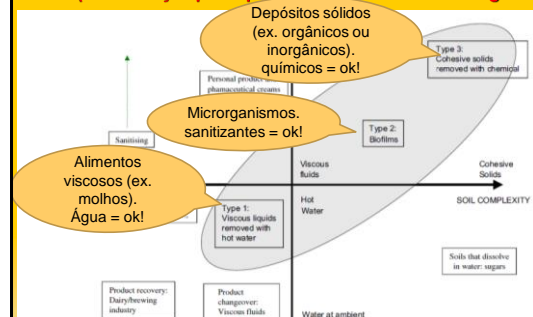 Depósitos sólidos
(ex. orgânicos ou
inorgânicos).
químicos = ok!
Type 3:
Cohesive solids
removed with chemical
Personal product
phamaceutical creams
Microrganismos.
sanitizantes = ok!
Type 2:
Biofilms
Sanitising
Alimentos
viscosos (ex.
molhos).
Água = ok!
Viscous
fluids
Cohesive
Solids
Hot
Water
SOIL COMPLEXITY
Type 1:
Viscous liquids
removed with
hot water
Soils that dissolve
in water: sugars
Product recovery:
Dairy/brewing
industry
Product
changeover:
Viscous fluids
Water at ambient